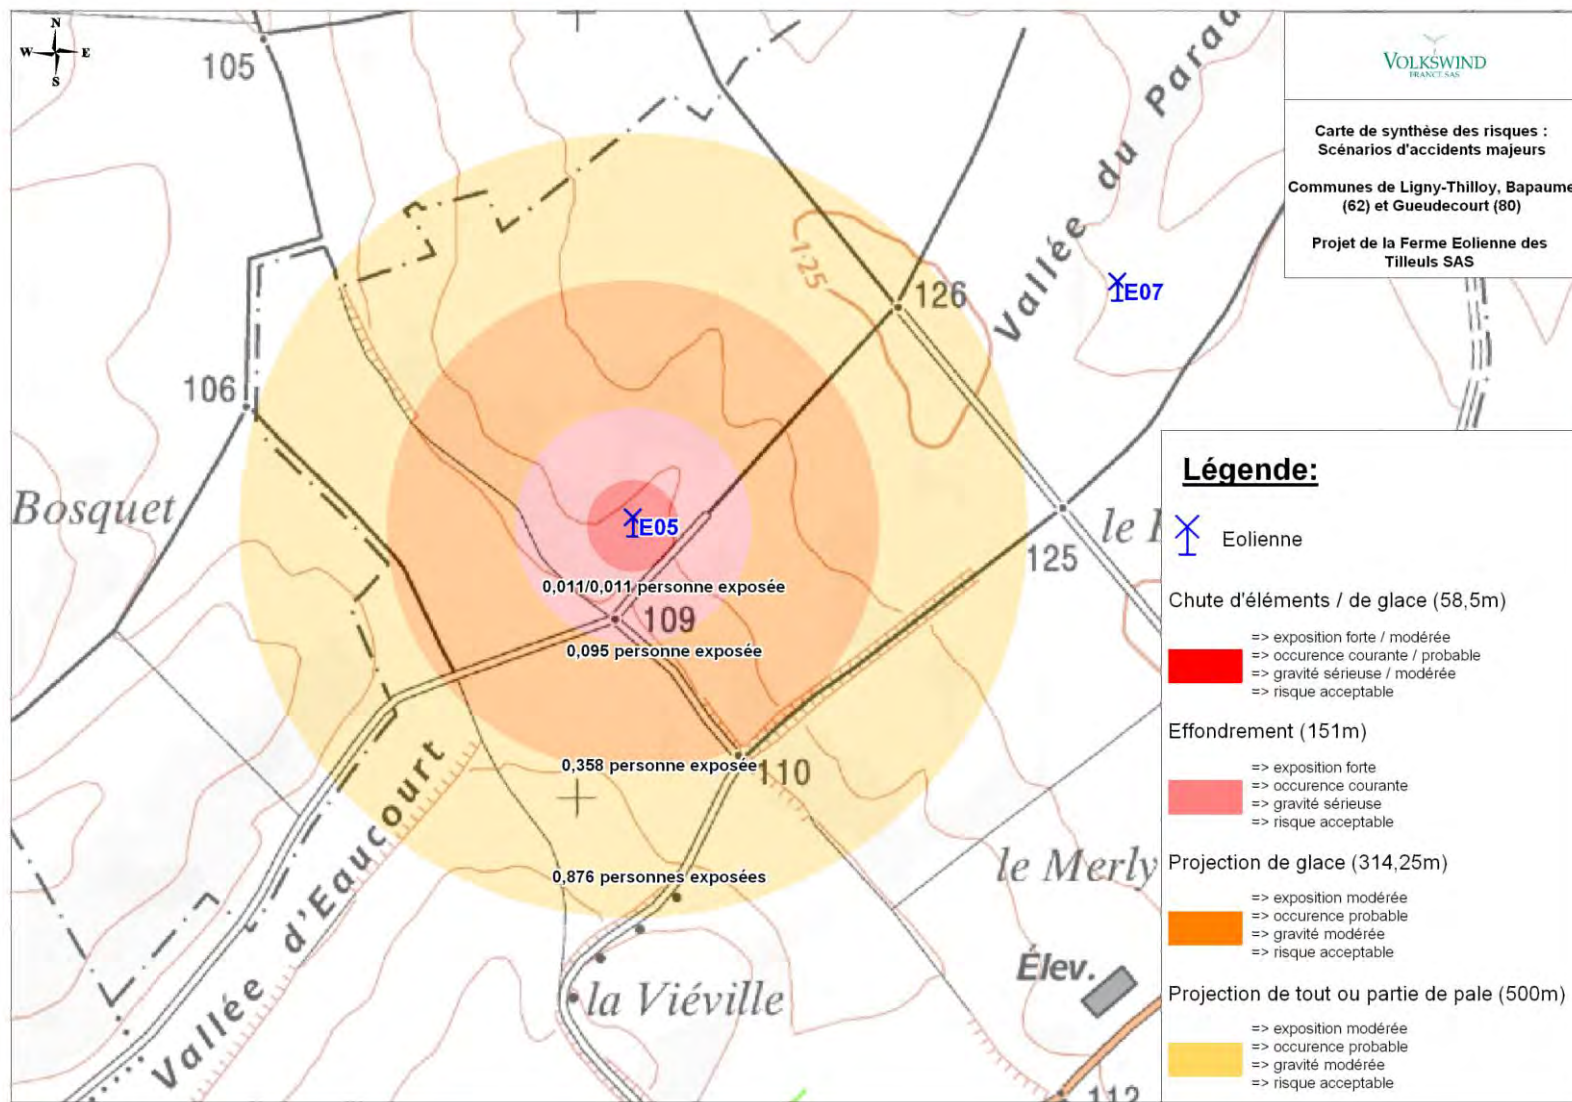 N
W E
S
105
Vallée du Parad
VOLKSWIND
FRANCE SAS
Carte de synthèse des risques :
Scénarios d'accidents majeurs
Communes de Ligny-Thilloy, Bapaume
(62) et Gueudecourt (80)
Projet de la Ferme Eolienne des
Tilleuls SAS
125
126
E07
106
Bosquet
E05
le
125
0,011/0,011 personne exposée
109
0,095 personne exposée
0,358 personne exposée
110
Vallée d'Eaucourt
0,876 personnes exposées
le Merly
Élev.
la Viéville
112
Légende:
Eolienne
Chute d'éléments / de glace (58,5m)
=> exposition forte / modérée
=> occurence courante / probable
=> gravité sérieuse / modérée
=> risque acceptable
Effondrement (151m)
=> exposition forte
=> occurence courante
=> gravité sérieuse
=> risque acceptable
Projection de glace (314,25m)
=> exposition modérée
=> occurence probable
=> gravité modérée
=> risque acceptable
Projection de tout ou partie de pale (500m)
=> exposition modérée
=> occurence probable
=> gravité modérée
=> risque acceptable